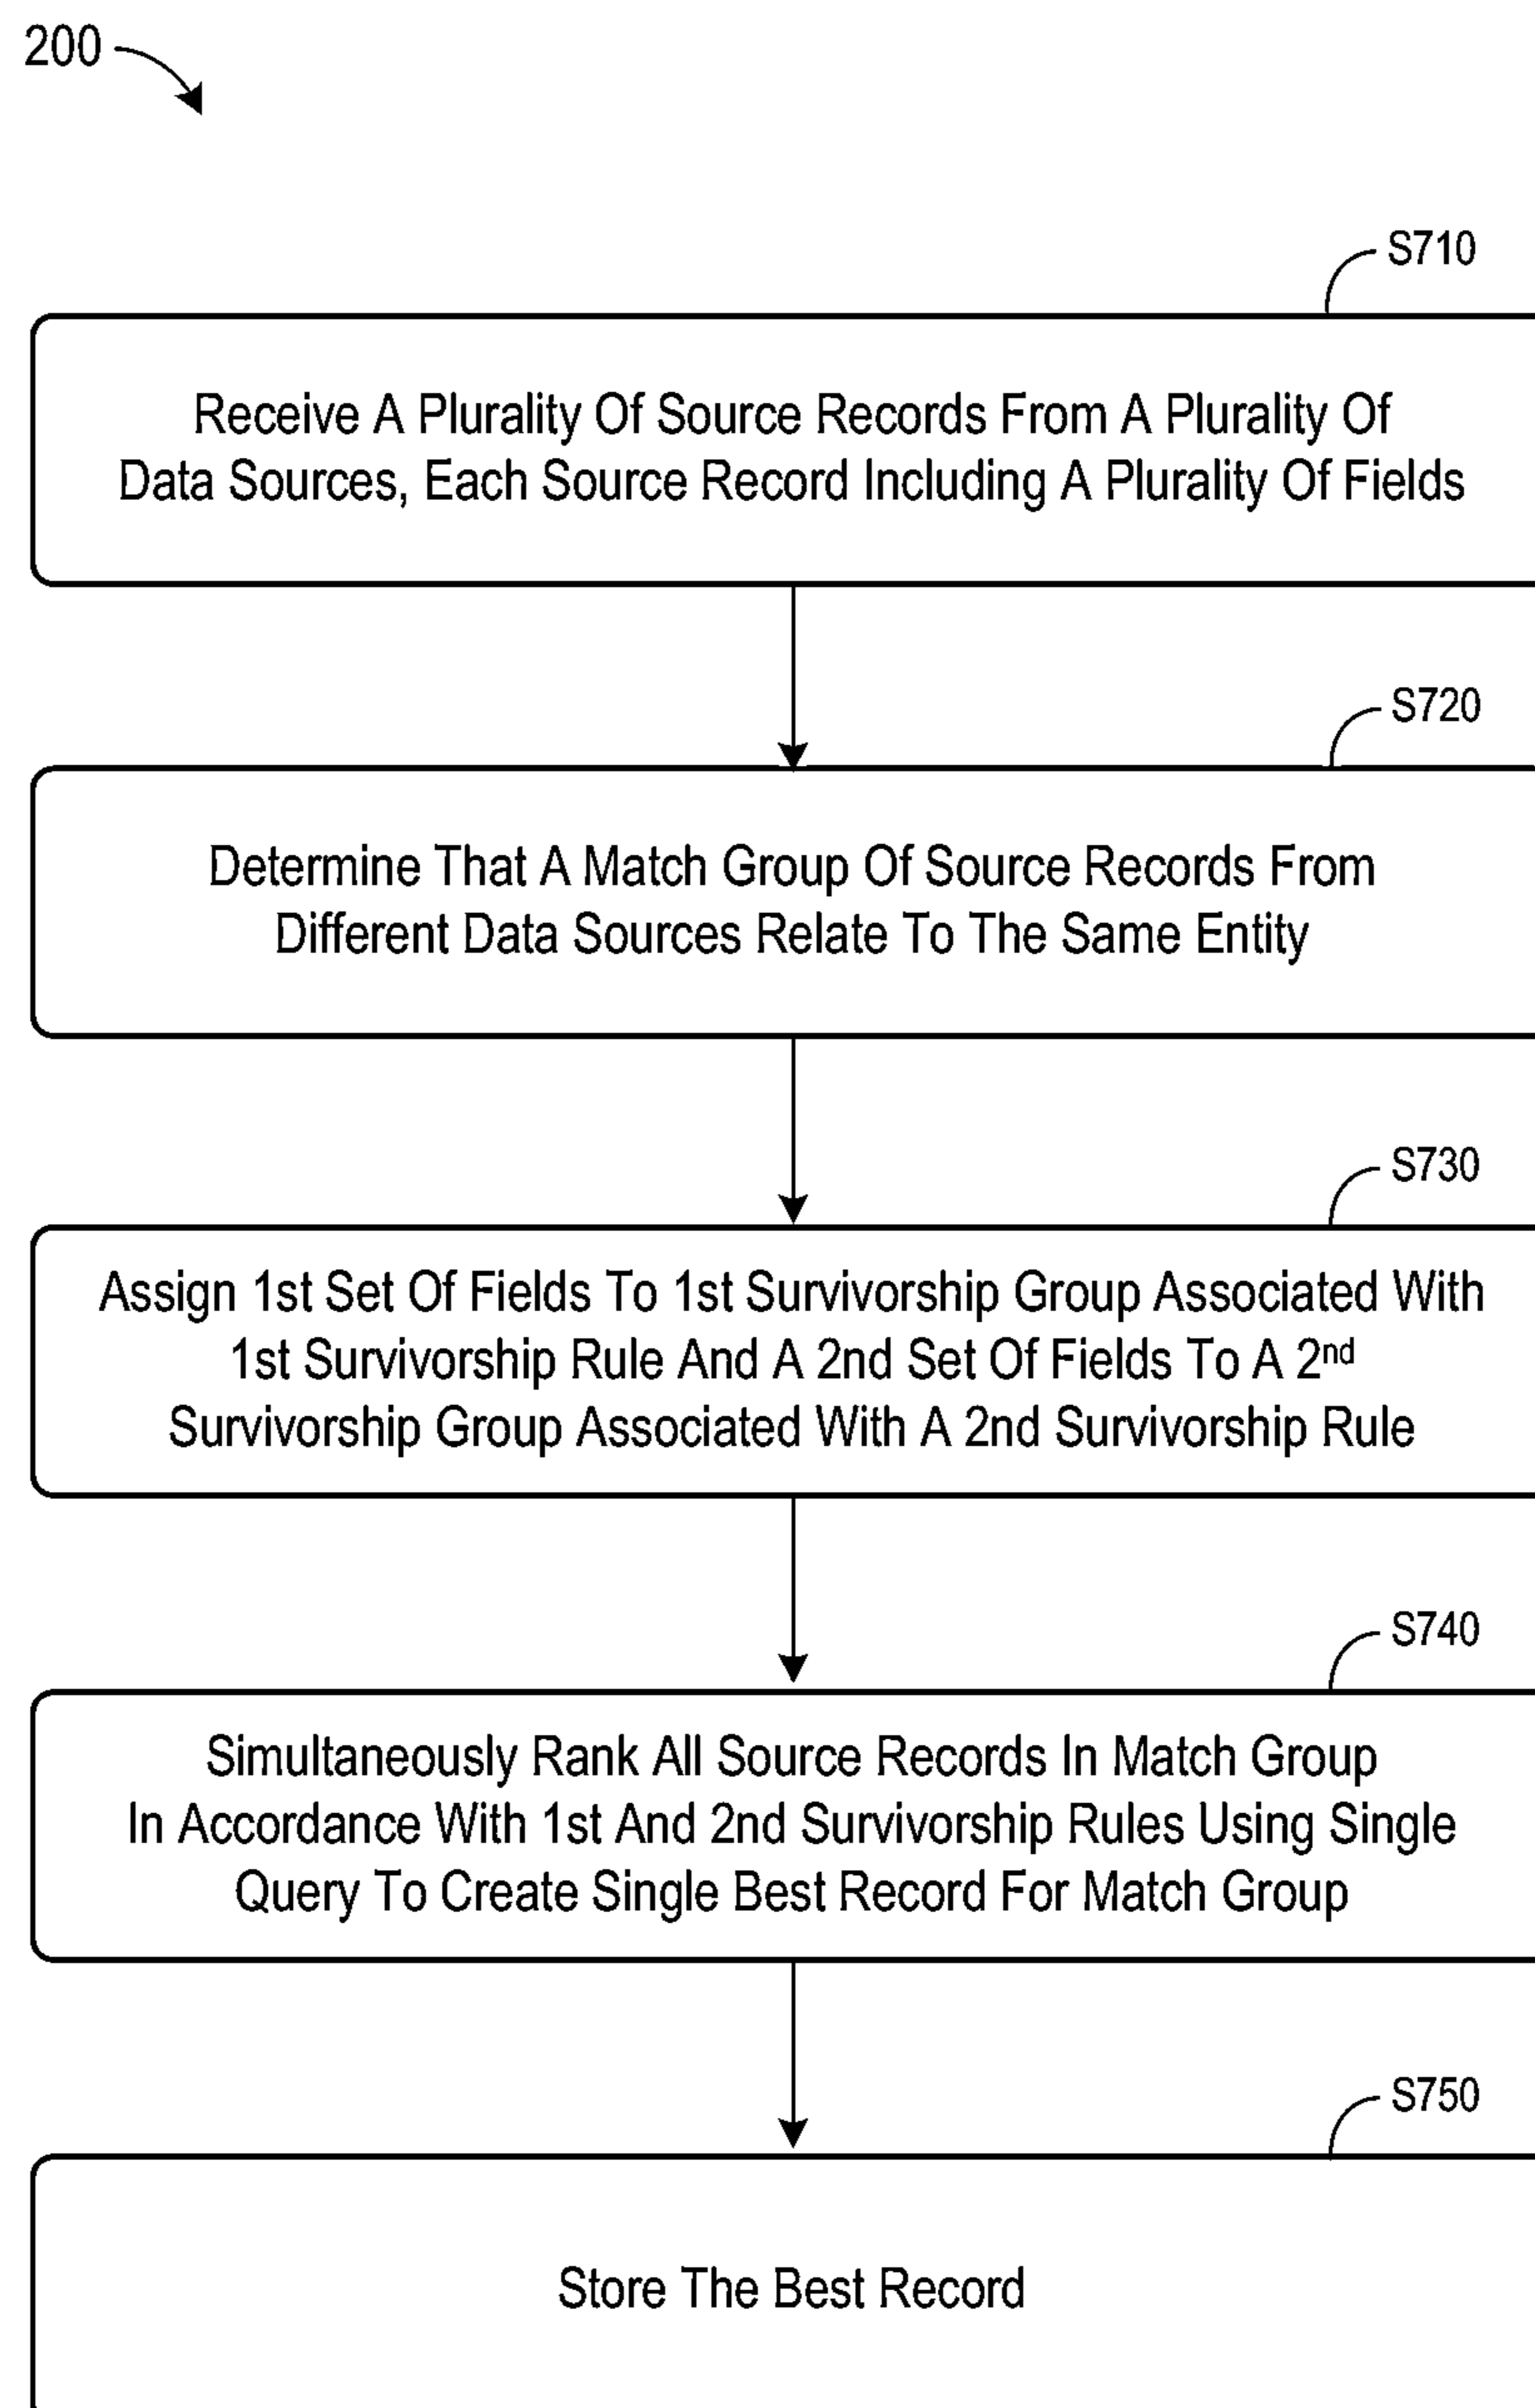 200
S710
Receive A Plurality Of Source Records From A Plurality Of
Data Sources, Each Source Record Including A Plurality Of Fields
S720
Determine That A Match Group Of Source Records From
Different Data Sources Relate To The Same Entity
S730
Assign 1st Set Of Fields To 1st Survivorship Group Associated With
1st Survivorship Rule And A 2nd Set Of Fields To A 2nd
Survivorship Group Associated With A 2nd Survivorship Rule
S740
Simultaneously Rank All Source Records In Match Group
In Accordance With 1st And 2nd Survivorship Rules Using Single
Query To Create Single Best Record For Match Group
S750
Store The Best Record